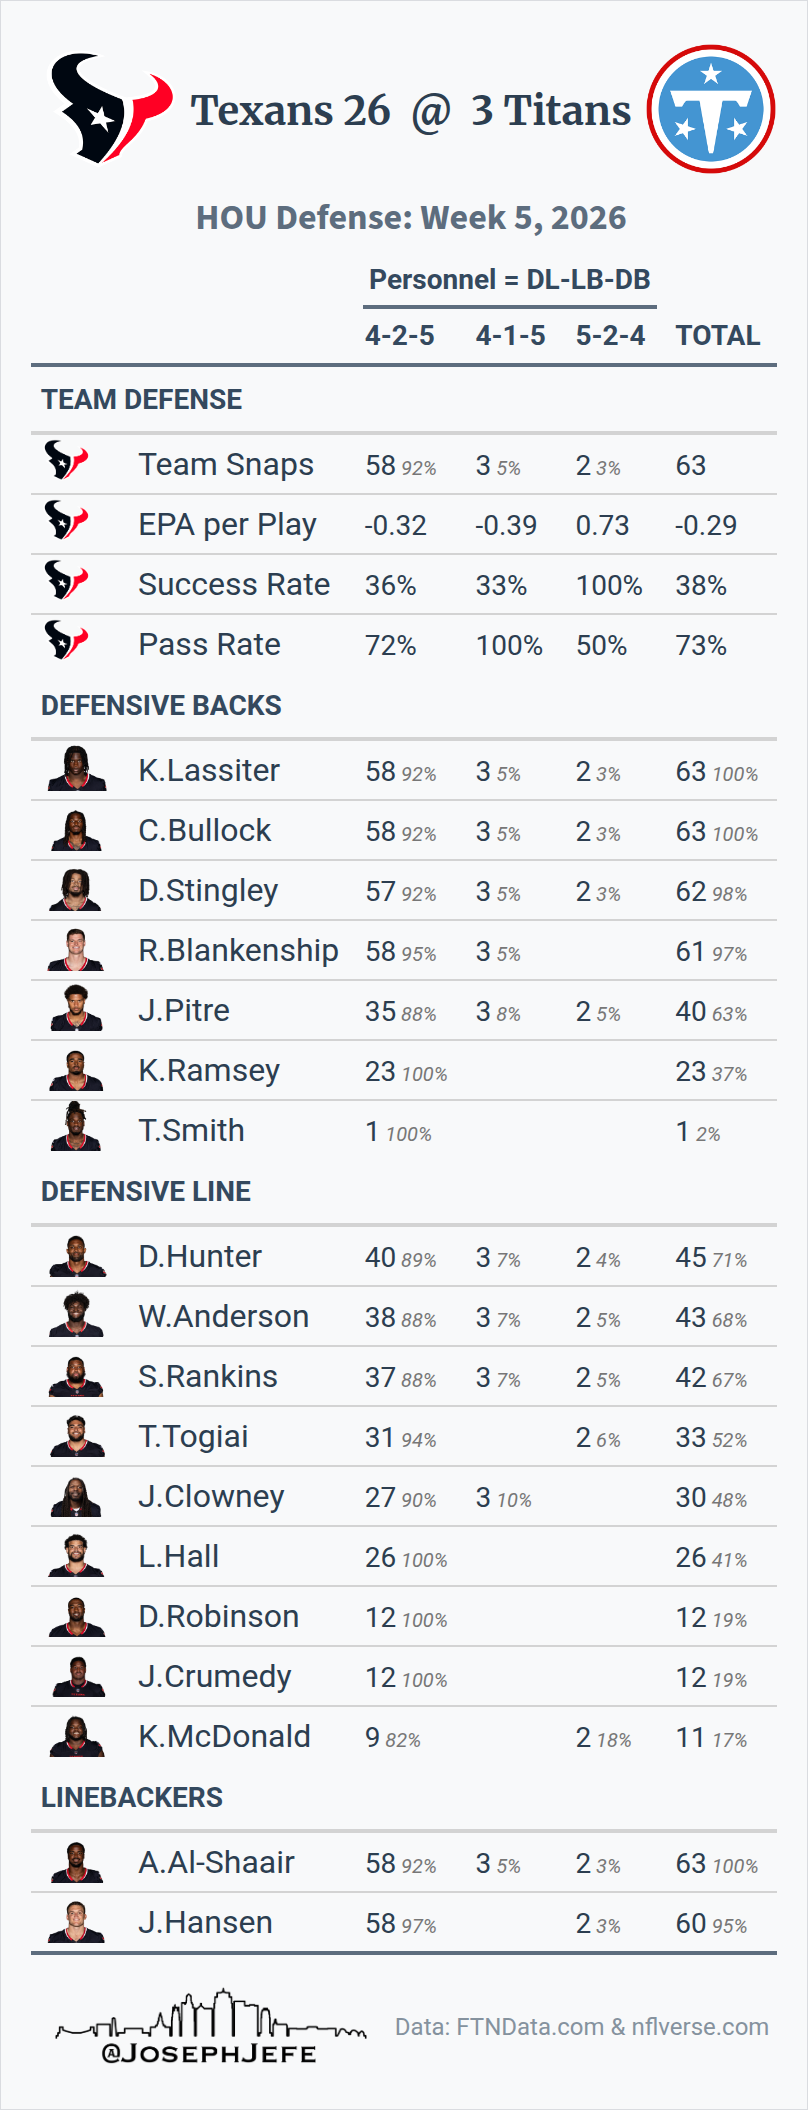 Texans 26 @ 3 Titans
HOU Defense: Week 5, 2026
Personnel = DL-LB-DB
4-2-5 4-1-5 5-2-4 TOTAL
TEAM DEFENSE
Team Snaps 58 92% 3 5% 2 3% 63
EPA per Play -0.32 -0.39 0.73 -0.29
Success Rate 36% 33% 100% 38%
Pass Rate 72% 100% 50% 73%
DEFENSIVE BACKS
K.Lassiter 58 92% 3 5% 2 3% 63 100%
C.Bullock 58 92% 3 5% 2 3% 63 100%
D.Stingley 57 92% 3 5% 2 3% 62 98%
R.Blankenship 58 95% 3 5% 61 97%
J.Pitre 35 88% 3 8% 2 5% 40 63%
K.Ramsey 23 100% 23 37%
T.Smith 1 100% 1 2%
DEFENSIVE LINE
D.Hunter 40 89% 3 7% 2 4% 45 71%
W.Anderson 38 88% 3 7% 2 5% 43 68%
S.Rankins 37 88% 3 7% 2 5% 42 67%
T.Togiai 31 94% 2 6% 33 52%
J.Clowney 27 90% 3 10% 30 48%
L.Hall 26 100% 26 41%
D.Robinson 12 100% 12 19%
J.Crumedy 12 100% 12 19%
K.McDonald 9 82% 2 18% 11 17%
LINEBACKERS
A.Al-Shaair 58 92% 3 5% 2 3% 63 100%
J.Hansen 58 97% 2 3% 60 95%
@JosephJefe
Data: FTNData.com & nflverse.com